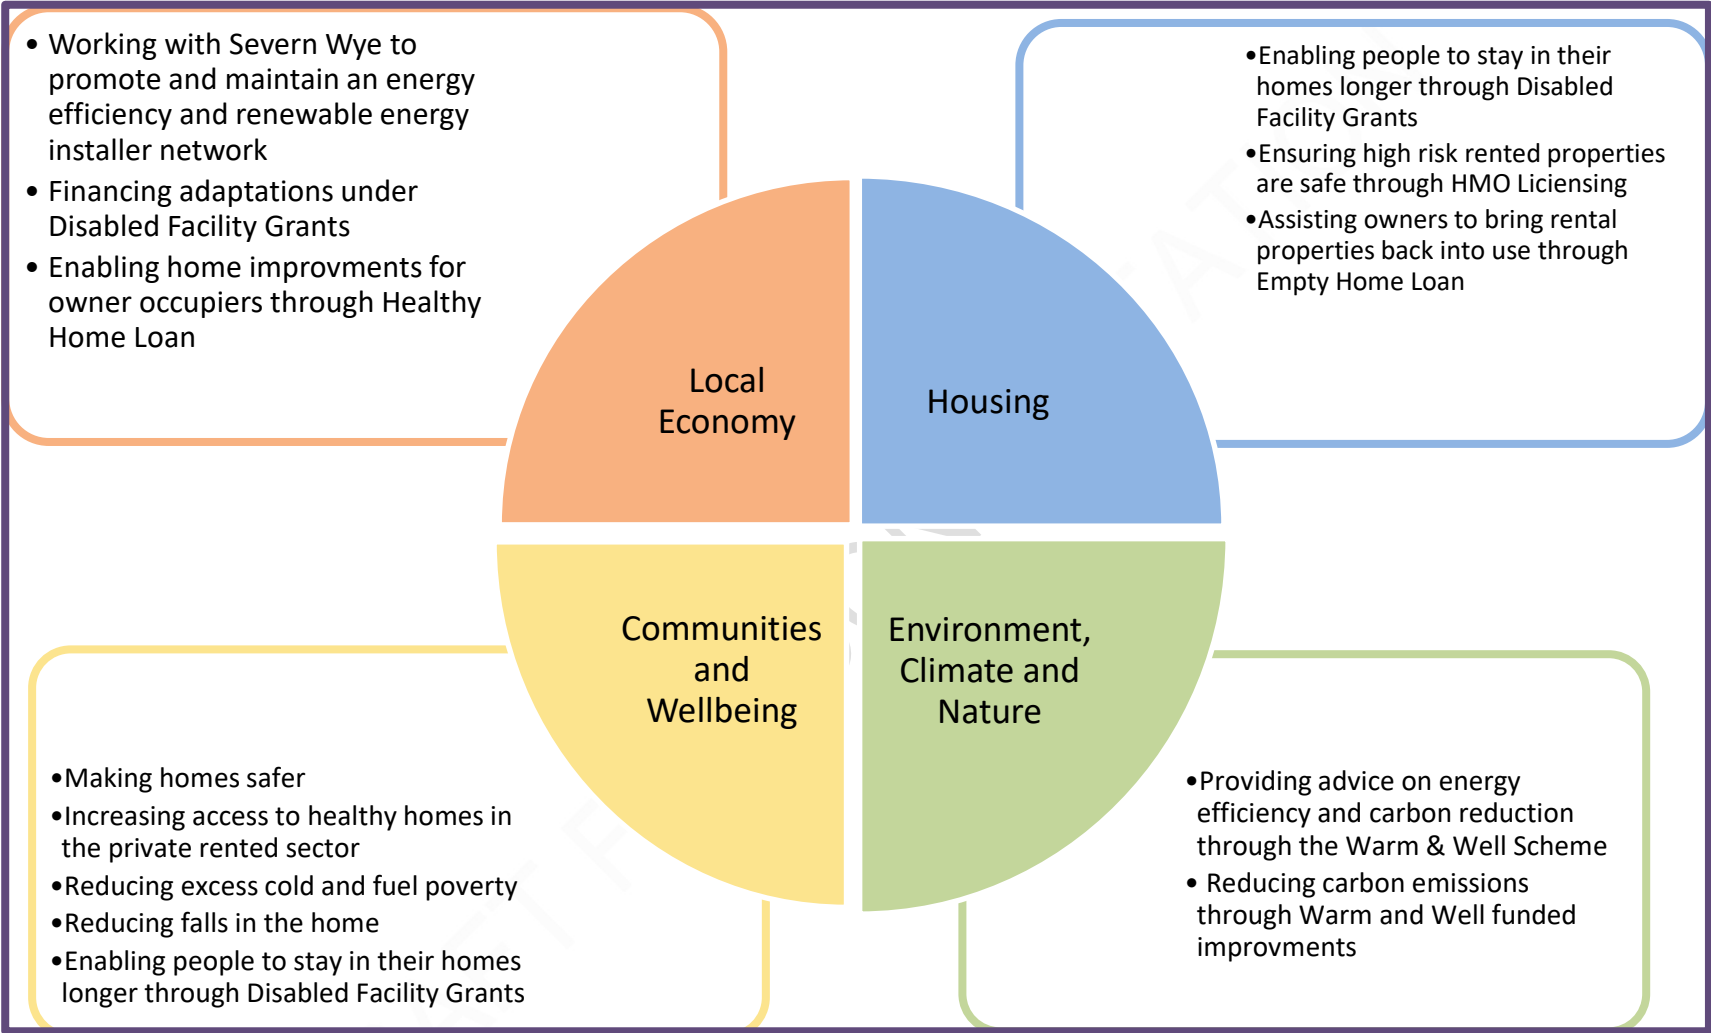 • Working with Severn Wye to
promote and maintain an energy
efficiency and renewable energy
installer network
• Financing adaptations under
Disabled Facility Grants
• Enabling home improvments for
owner occupiers through Healthy
Home Loan
•Enabling people to stay in their
homes longer through Disabled
Facility Grants
•Ensuring high risk rented properties
are safe through HMO Liciensing
•Assisting owners to bring rental
properties back into use through
Empty Home Loan
Local
Economy
Housing
Communities
and
Wellbeing
Environment,
Climate and
Nature
•Making homes safer
•Increasing access to healthy homes in
the private rented sector
•Reducing excess cold and fuel poverty
•Reducing falls in the home
•Enabling people to stay in their homes
longer through Disabled Facility Grants
•Providing advice on energy
efficiency and carbon reduction
through the Warm & Well Scheme
• Reducing carbon emissions
through Warm and Well funded
improvments